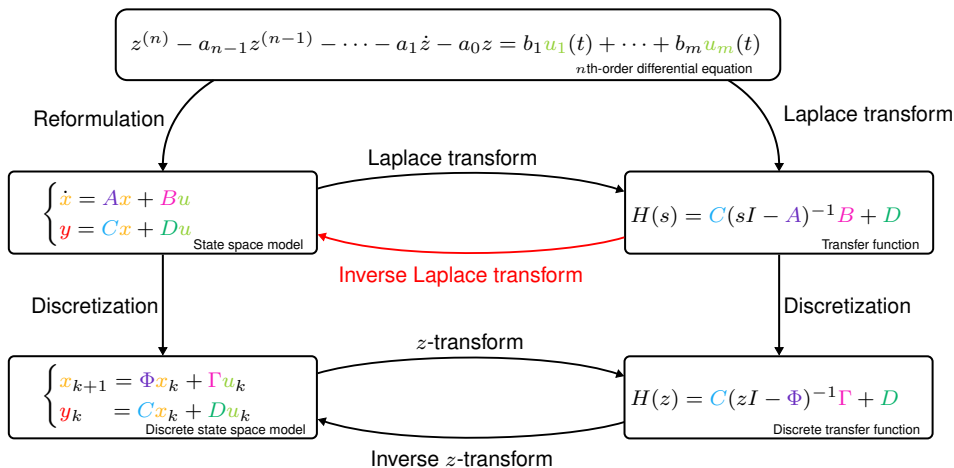 z^{(n)} − a_{n−1}z^{(n−1)} − ⋯ − a_1ż − a_0z = b_1u_1(t) + ⋯ + b_mu_m(t)
nth-order differential equation
Reformulation
Laplace transform
Laplace transform
{ẋ = Ax + Bu
y = Cx + Du
State space model
H(s) = C(sI − A)^{−1}B + D
Transfer function
Inverse Laplace transform
Discretization
Discretization
z-transform
{x_{k+1} = Φx_k + Γu_k
y_k = Cx_k + Du_k
Discrete state space model
H(z) = C(zI − Φ)^{−1}Γ + D
Discrete transfer function
Inverse z-transform